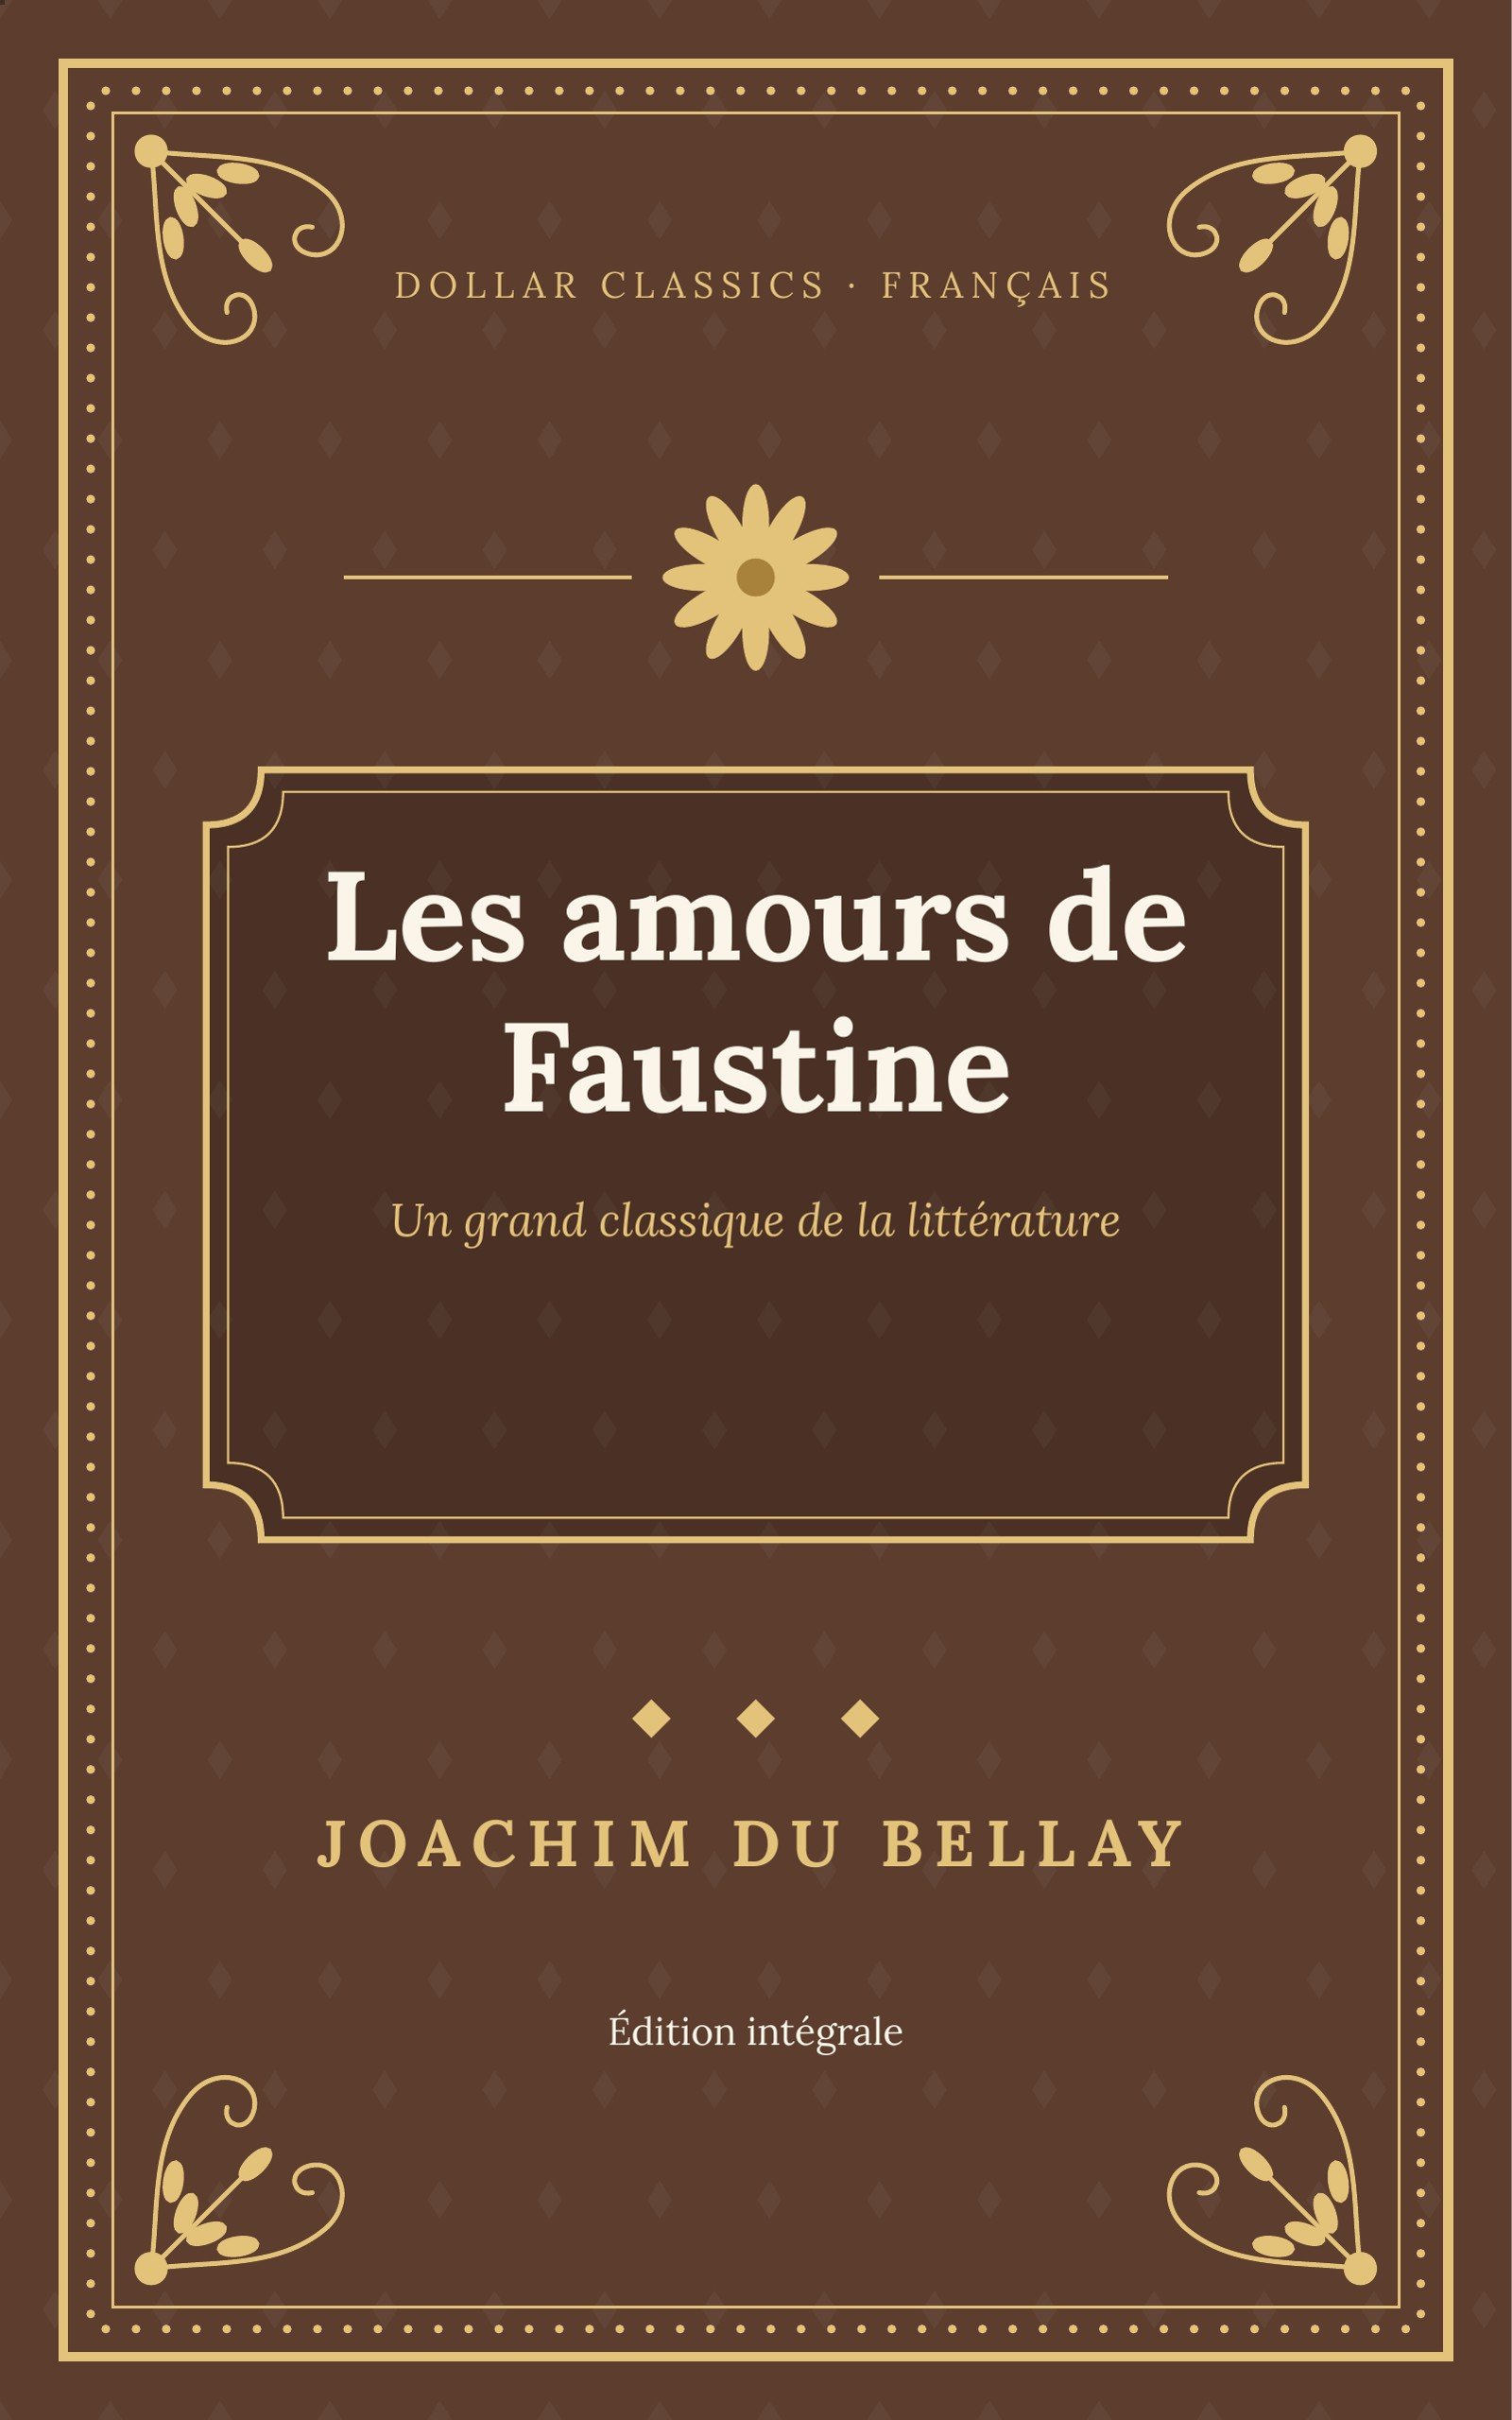 DOLLAR CLASSICS · FRANÇAIS
Les amours de
Faustine
Un grand classique de la littérature
JOACHIM DU BELLAY
Édition intégrale